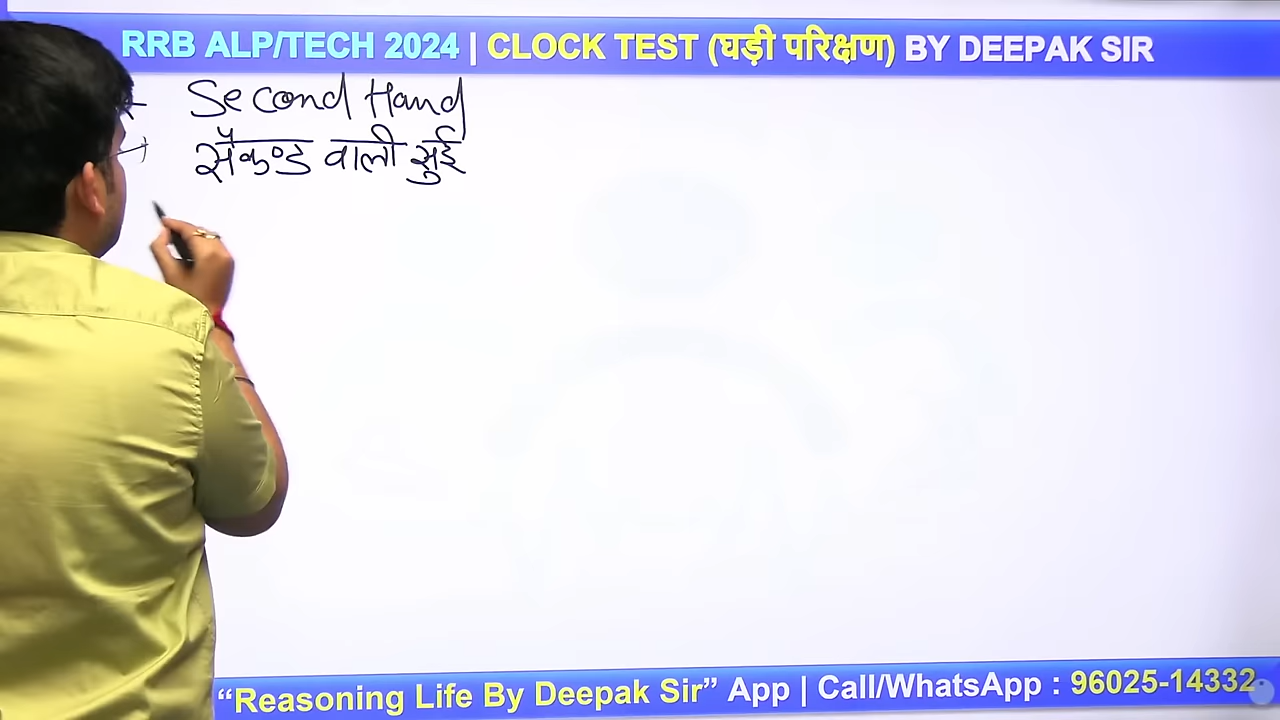 RRB ALP/TECH 2024 | CLOCK TEST (घड़ी परिक्षण) BY DEEPAK SIR
Second Hand
सैकण्ड वाली सुई
“Reasoning Life By Deepak Sir” App | Call/WhatsApp : 96025-14332